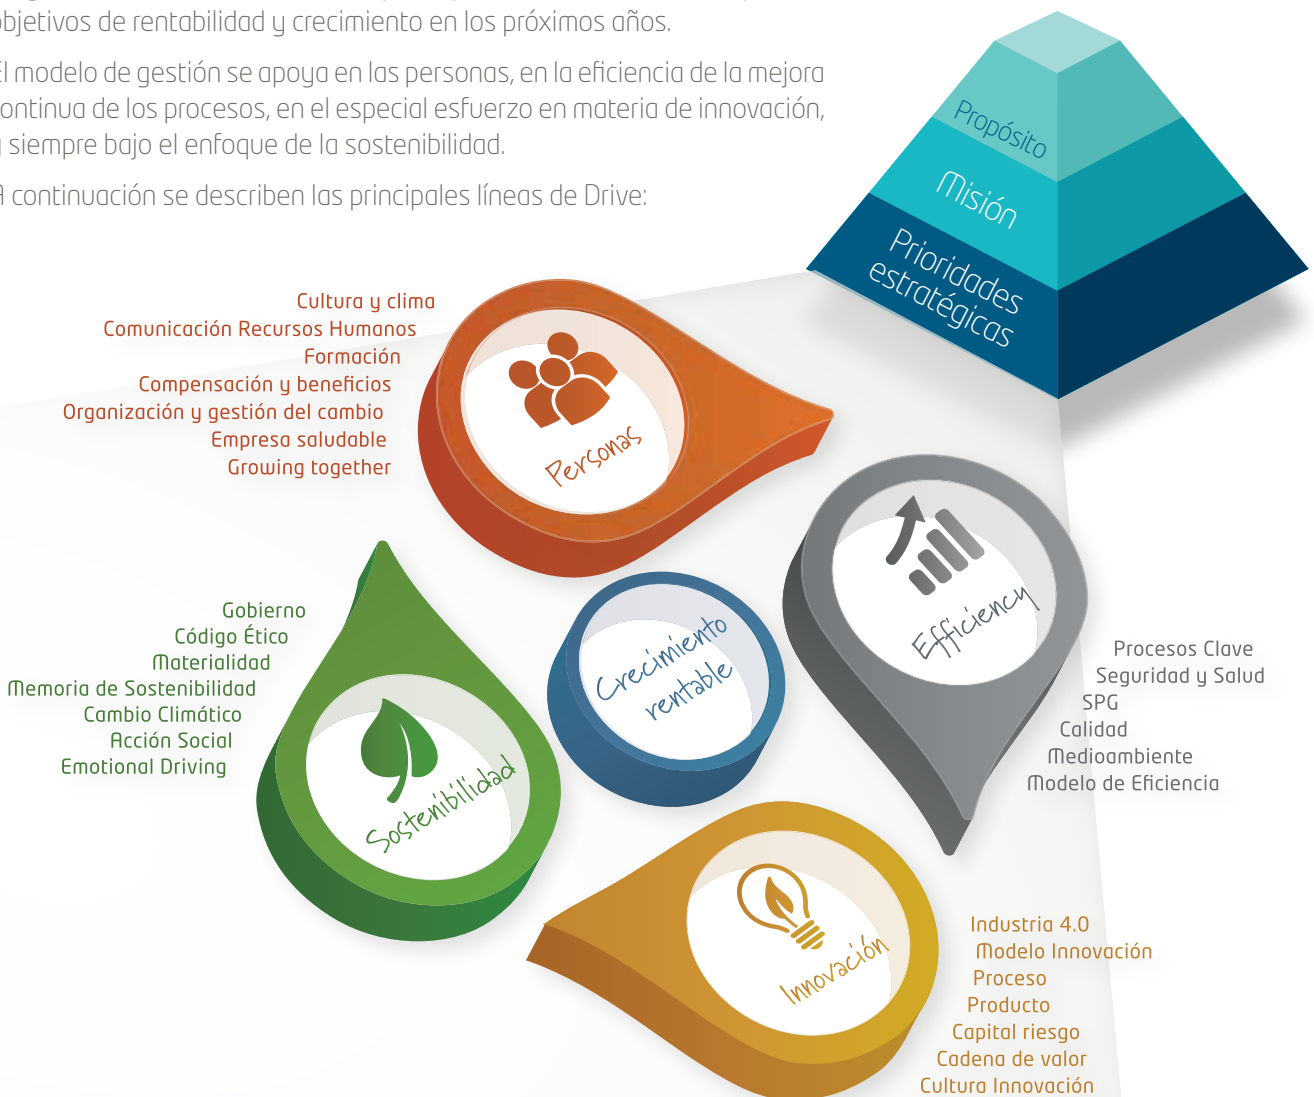 objetivos de rentabilidad y crecimiento en los próximos años.
El modelo de gestión se apoya en las personas, en la eficiencia de la mejora
continua de los procesos, en el especial esfuerzo en materia de innovación,
y siempre bajo el enfoque de la sostenibilidad.
A continuación se describen las principales líneas de Drive:
Propósito
Misión
Prioridades
estratégicas
Cultura y clima
Comunicación Recursos Humanos
Formación
Compensación y beneficios
Organización y gestión del cambio
Empresa saludable
Growing together
Personas
Efficiency
Procesos Clave
Seguridad y Salud
SPG
Calidad
Medioambiente
Modelo de Eficiencia
Crecimiento
rentable
Gobierno
Código Ético
Materialidad
Memoria de Sostenibilidad
Cambio Climático
Acción Social
Emotional Driving
Sostenibilidad
Innovación
Industria 4.0
Modelo Innovación
Proceso
Producto
Capital riesgo
Cadena de valor
Cultura Innovación